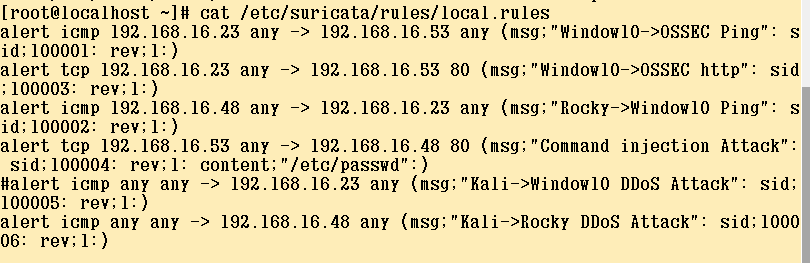 [root@localhost ~]# cat /etc/suricata/rules/local.rules
alert icmp 192.168.16.23 any -> 192.168.16.53 any (msg;"Window10->OSSEC Ping": s
id;100001: rev;1:)
alert tcp 192.168.16.23 any -> 192.168.16.53 80 (msg;"Window10->OSSEC http": sid
;100003: rev;1:)
alert icmp 192.168.16.48 any -> 192.168.16.23 any (msg;"Rocky->Window10 Ping": s
id;100002: rev;1:)
alert tcp 192.168.16.53 any -> 192.168.16.48 80 (msg;"Command injection Attack":
 sid;100004: rev;1: content;"/etc/passwd":)
#alert icmp any any -> 192.168.16.23 any (msg;"Kali->Window10 DDoS Attack": sid;
100005: rev;1:)
alert icmp any any -> 192.168.16.48 any (msg;"Kali->Rocky DDoS Attack": sid;1000
06: rev;1:)